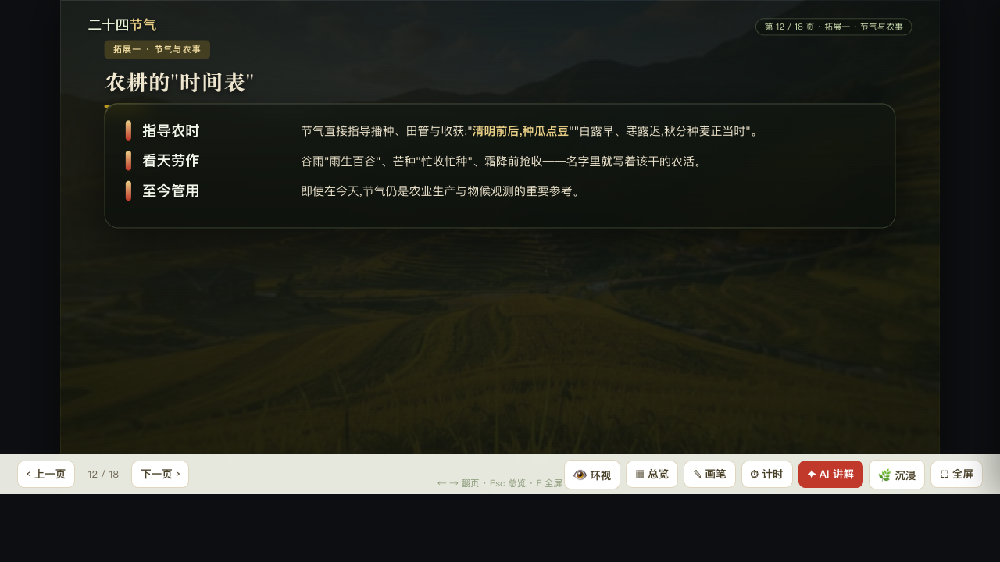 二十四节气
第 12 / 18 页 · 拓展一 · 节气与农事
拓展一 · 节气与农事
农耕的"时间表"
指导农时 节气直接指导播种、田管与收获:"清明前后,种瓜点豆""白露早、寒露迟,秋分种麦正当时"。
看天劳作 谷雨"雨生百谷"、芒种"忙收忙种"、霜降前抢收——名字里就写着该干的农活。
至今管用 即使在今天,节气仍是农业生产与物候观测的重要参考。
‹ 上一页 12 / 18 下一页 › ←→ 翻页 · Esc 总览 · F 全屏 环视 总览 画笔 计时 AI 讲解 沉浸 全屏